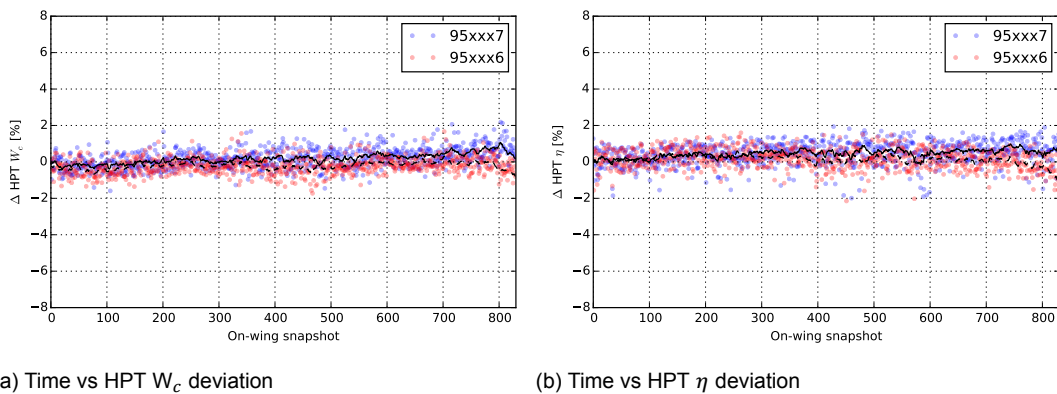 8
6
4
2
0
−2
−4
−6
−8
Δ HPT W_c [%]
95xxx7
95xxx6
0 100 200 300 400 500 600 700 800
On-wing snapshot
8
6
4
2
0
−2
−4
−6
−8
Δ HPT η [%]
95xxx7
95xxx6
0 100 200 300 400 500 600 700 800
On-wing snapshot
a) Time vs HPT W_c deviation
(b) Time vs HPT η deviation